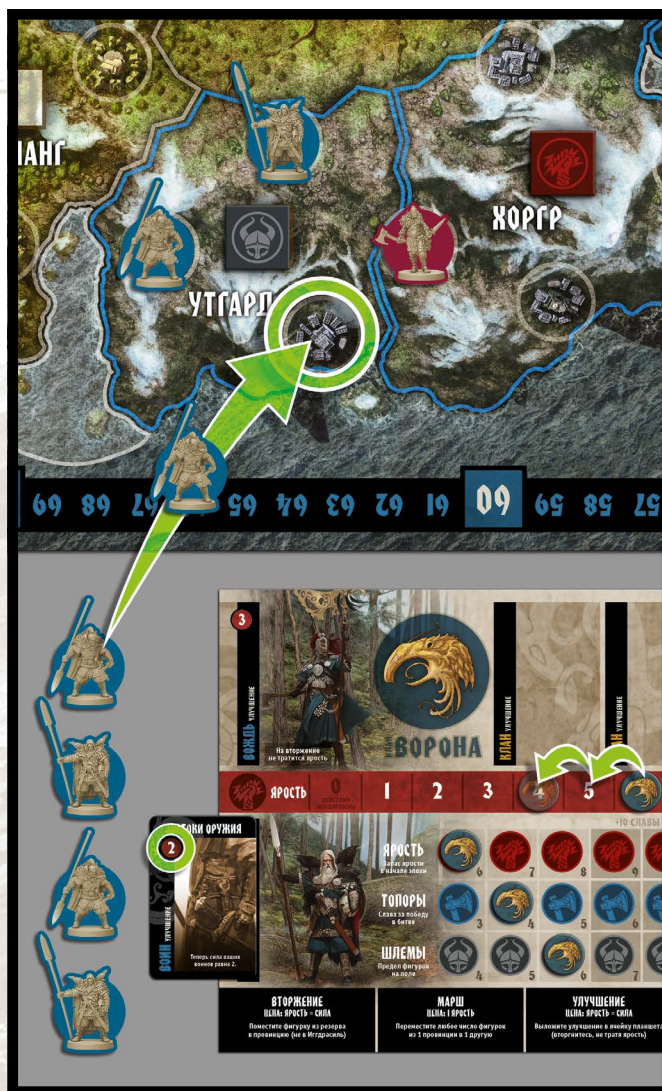 ЛАНГ
ХОРГР
УТГАРД
69 68 67 65 64 63 62 61 60 59 58 57
3
ВОЖДЬ УЛУЧШЕНИЕ
На вторжение
не тратится ярость
ВОРОНА
КЛАН УЛУЧШЕНИЕ
УЛУЧШЕНИЕ
ЯРОСТЬ 0 1 2 3 4 5
+10 СЛАВЫ
ТОКИ ОРУЖИЯ
2
ВОИН УЛУЧШЕНИЕ
Теперь сила ваших
воинов равна 2.
ЯРОСТЬ
Запас ярости
в начале эпохи
6 7 8 9
ТОПОРЫ
Слава за победу
в битве
3 4 5 6
ШЛЕМЫ
Предел фигурок
на поле
4 5 6 7
ВТОРЖЕНИЕ
ЦЕНА: ЯРОСТЬ = СИЛА
Поместите фигурку из резерва
в провинцию (не в Иггдрасиль)
МАРШ
ЦЕНА: 1 ЯРОСТЬ
Переместите любое число фигурок
из 1 провинции в 1 другую
УЛУЧШЕНИЕ
ЦЕНА: ЯРОСТЬ = СИЛА
Выложите улучшение в ячейку планшета
(вторгнитесь, не тратя ярость)